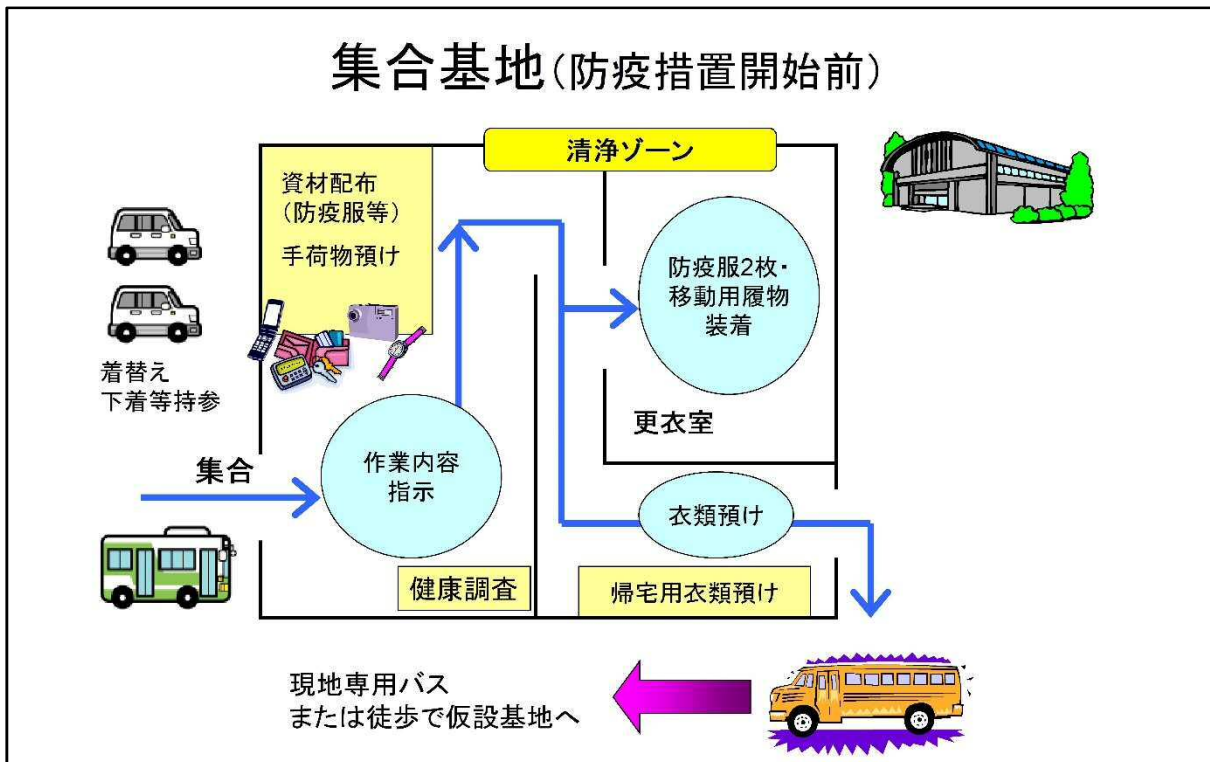 集合基地(防疫措置開始前)
清浄ゾーン
資材配布
(防疫服等)
手荷物預け
着替え
下着等持参
集合
作業内容
指示
健康調査
防疫服2枚・
移動用履物
装着
更衣室
衣類預け
帰宅用衣類預け
現地専用バス
または徒歩で仮設基地へ